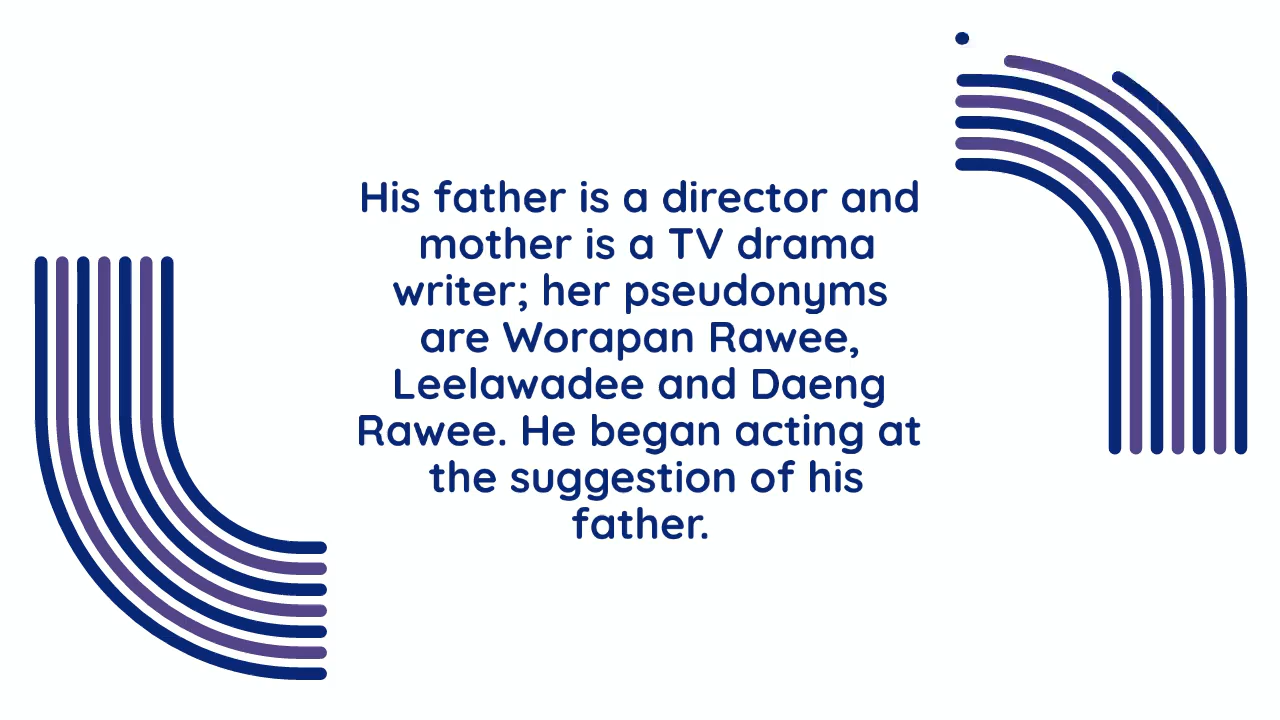 His father is a director and
mother is a TV drama
writer; her pseudonyms
are Worapan Rawee,
Leelawadee and Daeng
Rawee. He began acting at
the suggestion of his
father.